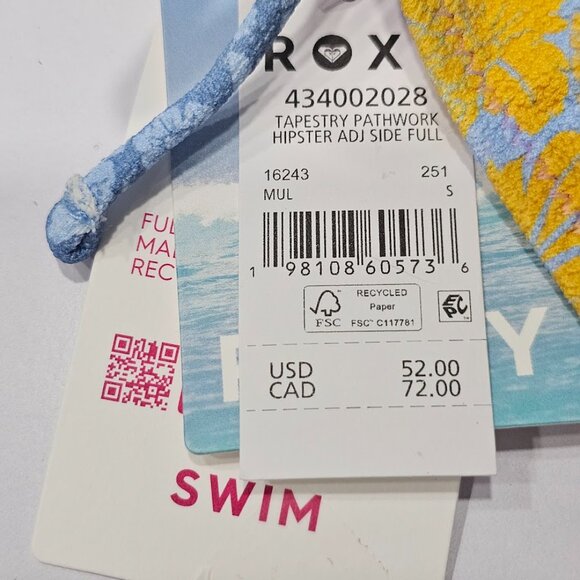 ROX
434002028
TAPESTRY PATHWORK
HIPSTER ADJ SIDE FULL
16243 251
MUL S
1 98108 60573 6
FSC
RECYCLED
Paper
FSC™ C117781
EPC
USD 52.00
CAD 72.00
FUL
MA
REC
Y
SWIM